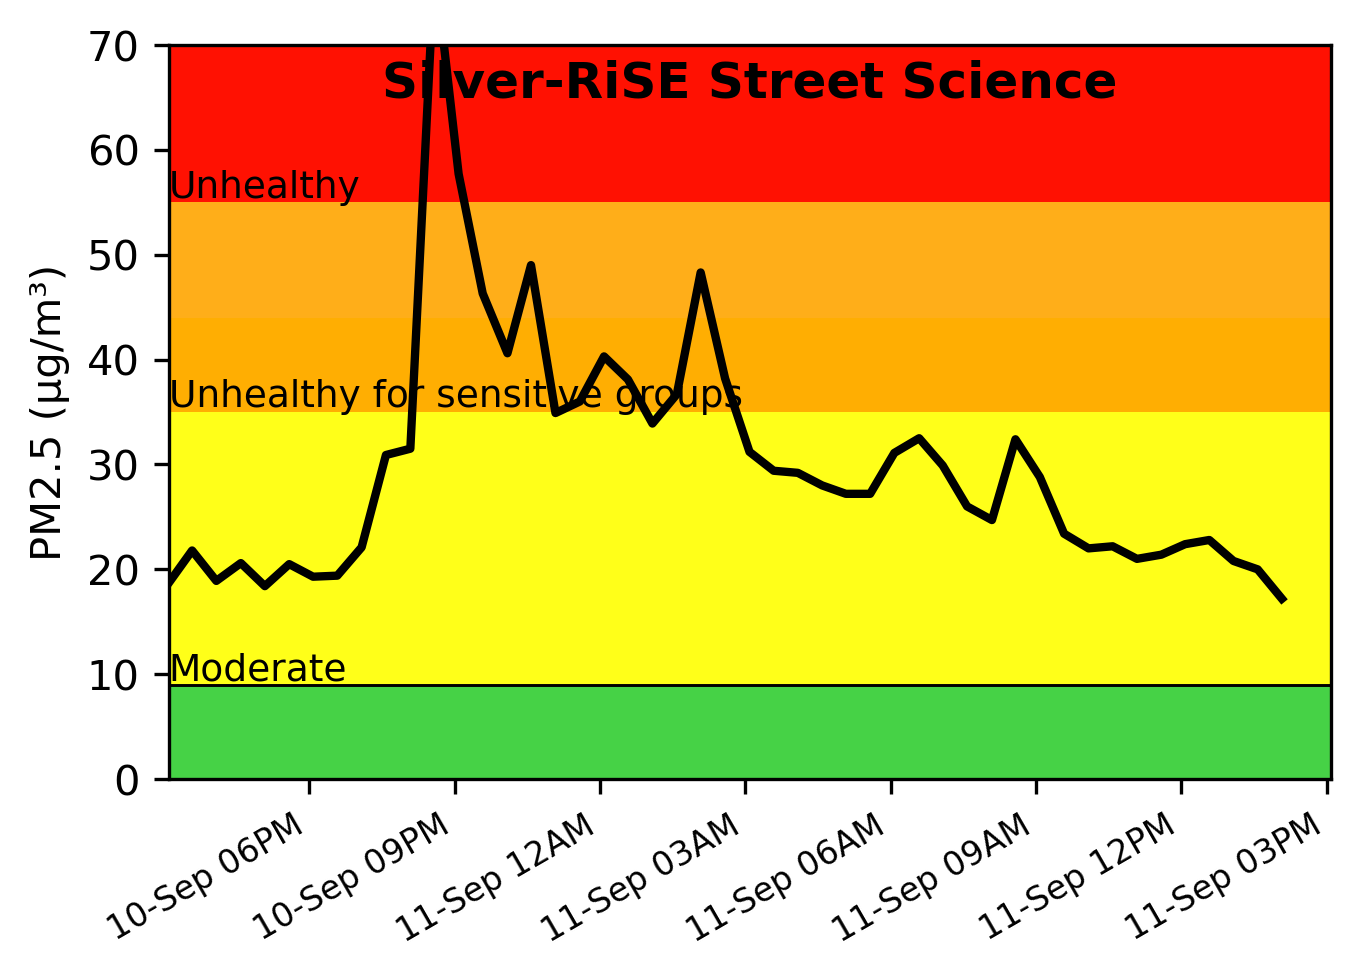 Silver-RiSE Street Science
70
60
Unhealthy
50
40
Unhealthy for sensitive groups
30
20
Moderate
10
0
PM2.5 (µg/m³)
10-Sep 06PM
10-Sep 09PM
11-Sep 12AM
11-Sep 03AM
11-Sep 06AM
11-Sep 09AM
11-Sep 12PM
11-Sep 03PM